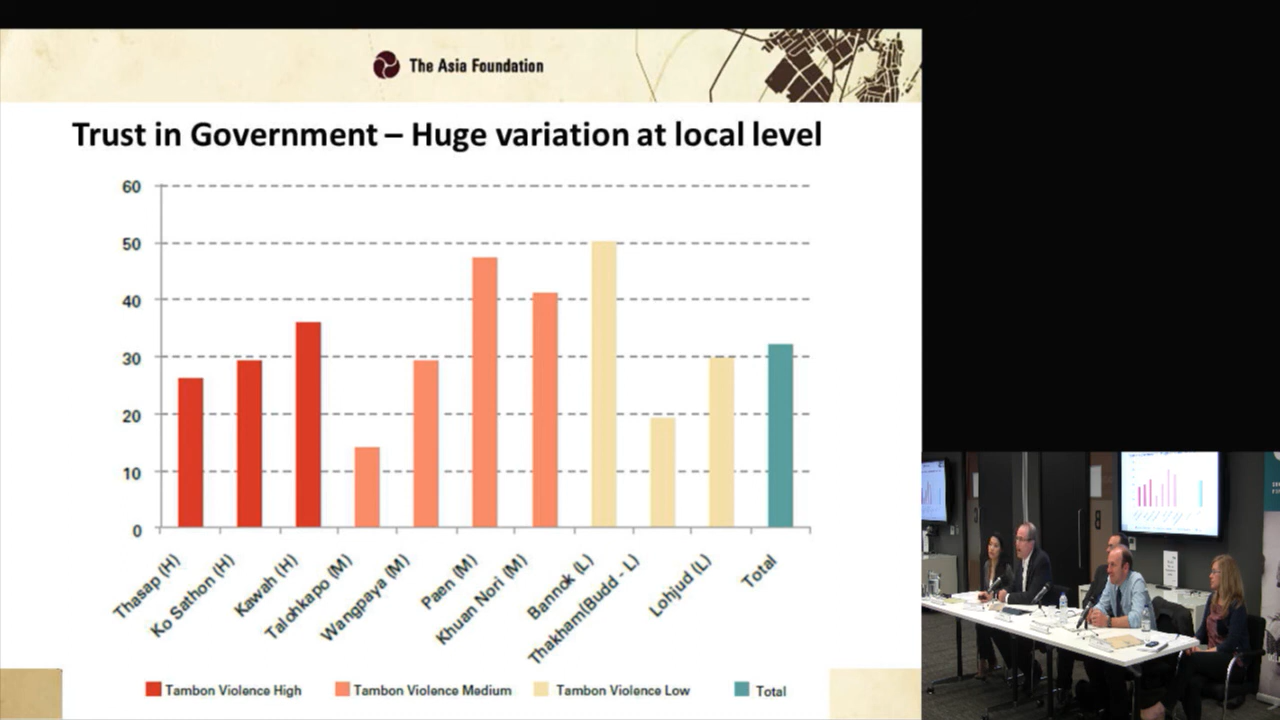 The Asia Foundation
Trust in Government – Huge variation at local level
60
50
40
30
20
10
0
Thasap (H)
Ko Sathon (H)
Kawah (H)
Talohkapo (M)
Wangpaya (M)
Paen (M)
Khuan Nori (M)
Bannok (L)
Thakham(Budd - L)
Lohjud (L)
Total
Tambon Violence High
Tambon Violence Medium
Tambon Violence Low
Total